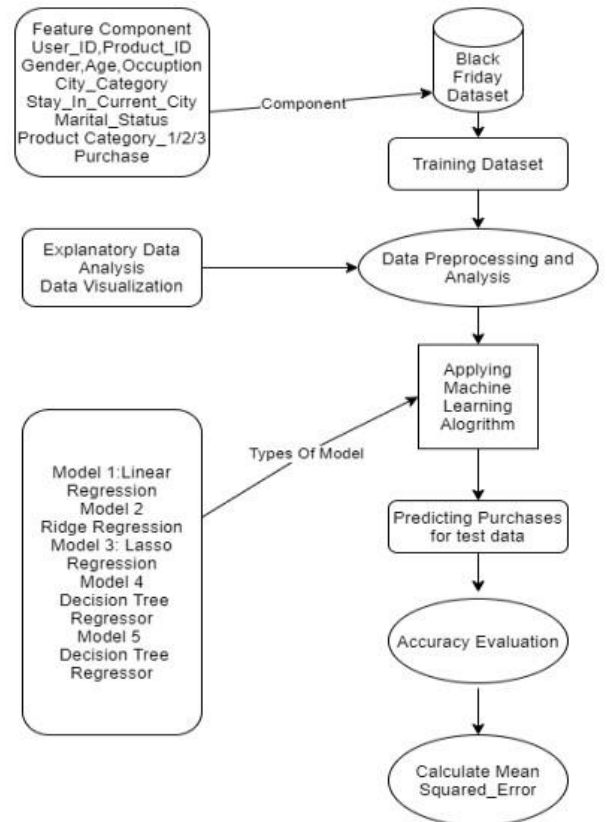 Feature Component
User_ID,Product_ID
Gender,Age,Occuption
City_Category
Stay_In_Current_City
Marital_Status
Product Category_1/2/3
Purchase
Component
Black
Friday
Dataset
Training Dataset
Explanatory Data
Analysis
Data Visualization
Data Preprocessing and
Analysis
Applying
Machine
Learning
Alogrithm
Types Of Model
Model 1:Linear
Regression
Model 2
Ridge Regression
Model 3: Lasso
Regression
Model 4
Decision Tree
Regressor
Model 5
Decision Tree
Regressor
Predicting Purchases
for test data
Accuracy Evaluation
Calculate Mean
Squared_Error